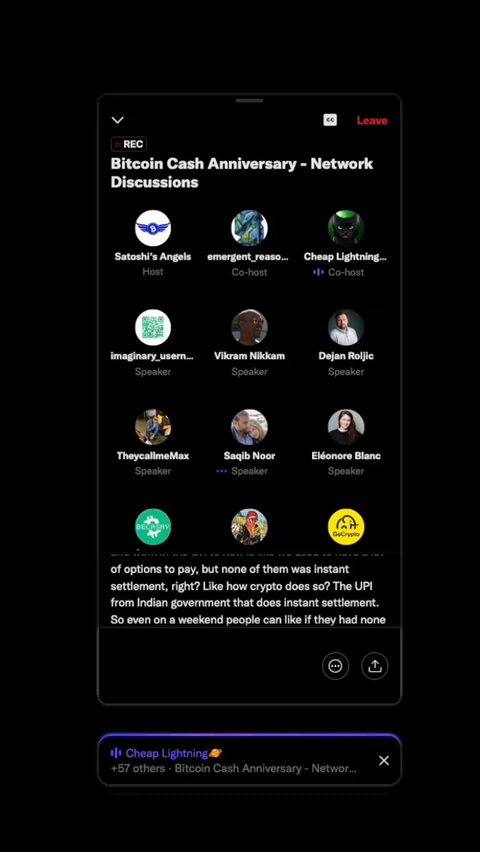 cc
Leave
REC
Bitcoin Cash Anniversary - Network
Discussions
Satoshi's Angels
emergent_reaso...
Cheap Lightning...
Host
Co-host
Co-host
imaginary_usern...
Vikram Nikkam
Dejan Roljic
Speaker
Speaker
Speaker
TheycallmeMax
Saqib Noor
Eléonore Blanc
Speaker
Speaker
Speaker
BECASHY
GoCrypto
of options to pay, but none of them was instant
settlement, right? Like how crypto does so? The UPI
from Indian government that does instant settlement.
So even on a weekend people can like if they had none
Cheap Lightning🪐
+57 others · Bitcoin Cash Anniversary - Networ...